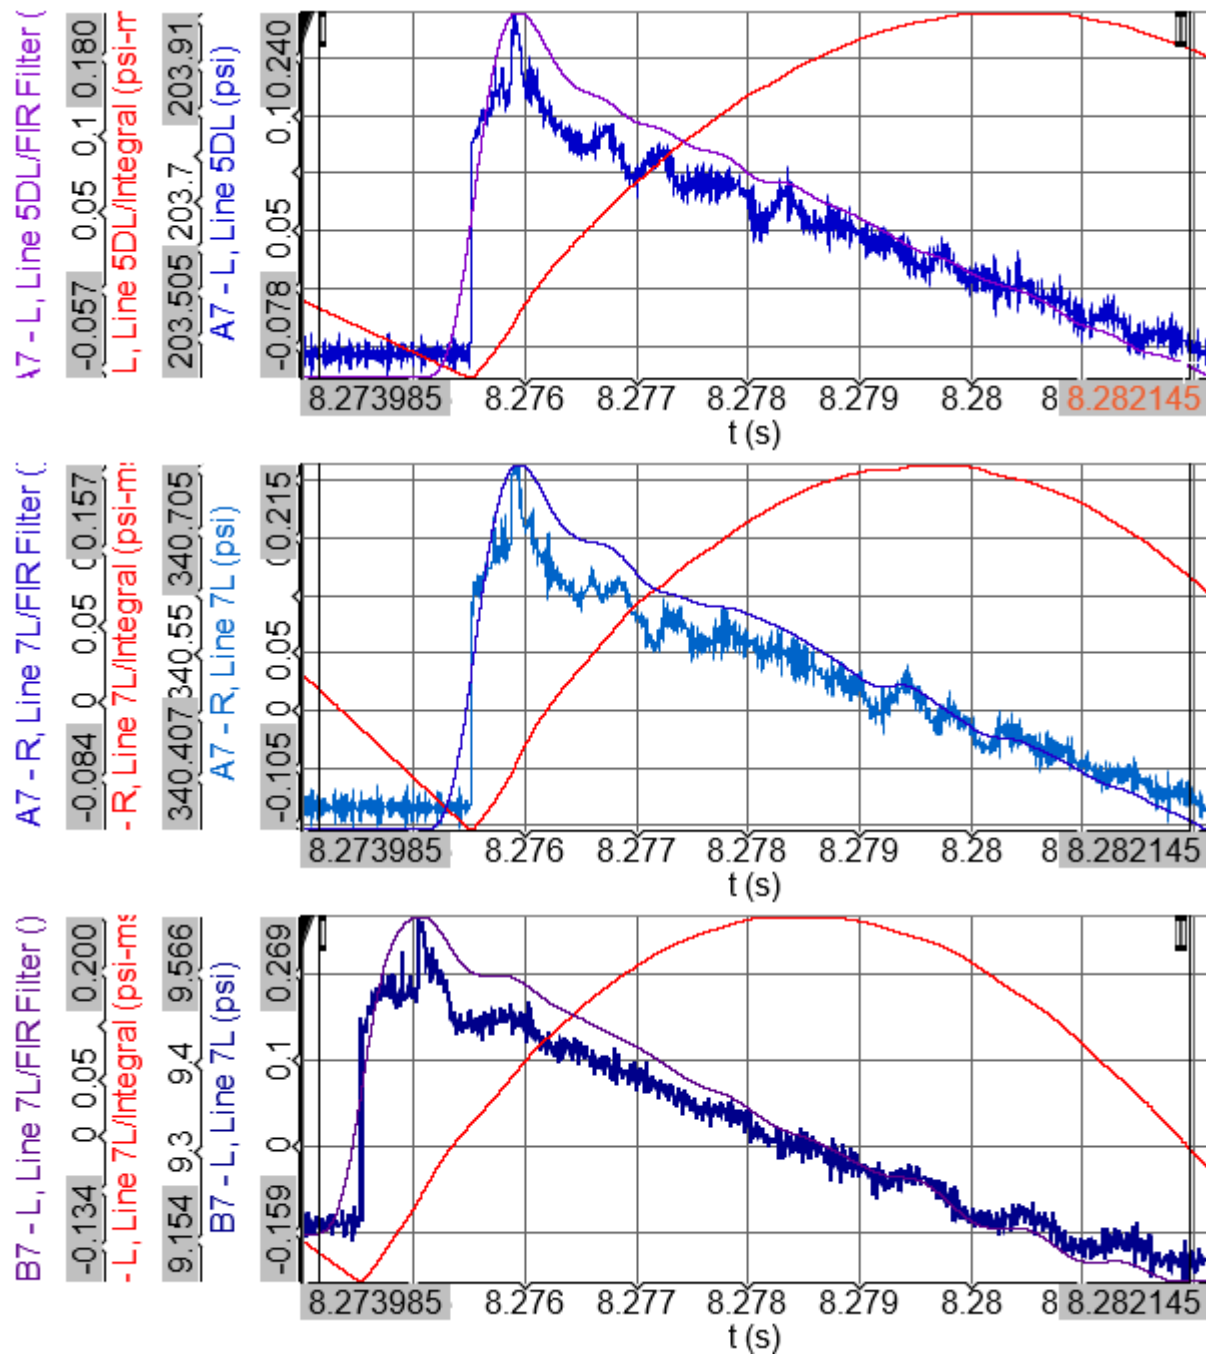 A7 - L, Line 5DL/FIR Filter
-0.057 0.05 0.1 0.180
L, Line 5DL/Integral (psi-m
203.505 203.7 203.91
A7 - L, Line 5DL (psi)
-0.078 0.05 0.1 0.240
8.273985 8.276 8.277 8.278 8.279 8.28 8 8.282145
t (s)
A7 - R, Line 7L/FIR Filter (
-0.084 0 0.05 0.157
- R, Line 7L/Integral (psi-ms
340.407 340.55 340.705
A7 - R, Line 7L (psi)
-0.105 0 0.05 0.215
8.273985 8.276 8.277 8.278 8.279 8.28 8 8.282145
t (s)
B7 - L, Line 7L/FIR Filter ()
-0.134 0 0.05 0.200
- L, Line 7L/Integral (psi-ms
9.154 9.3 9.4 9.566
B7 - L, Line 7L (psi)
-0.159 0 0.1 0.269
8.273985 8.276 8.277 8.278 8.279 8.28 8 8.282145
t (s)